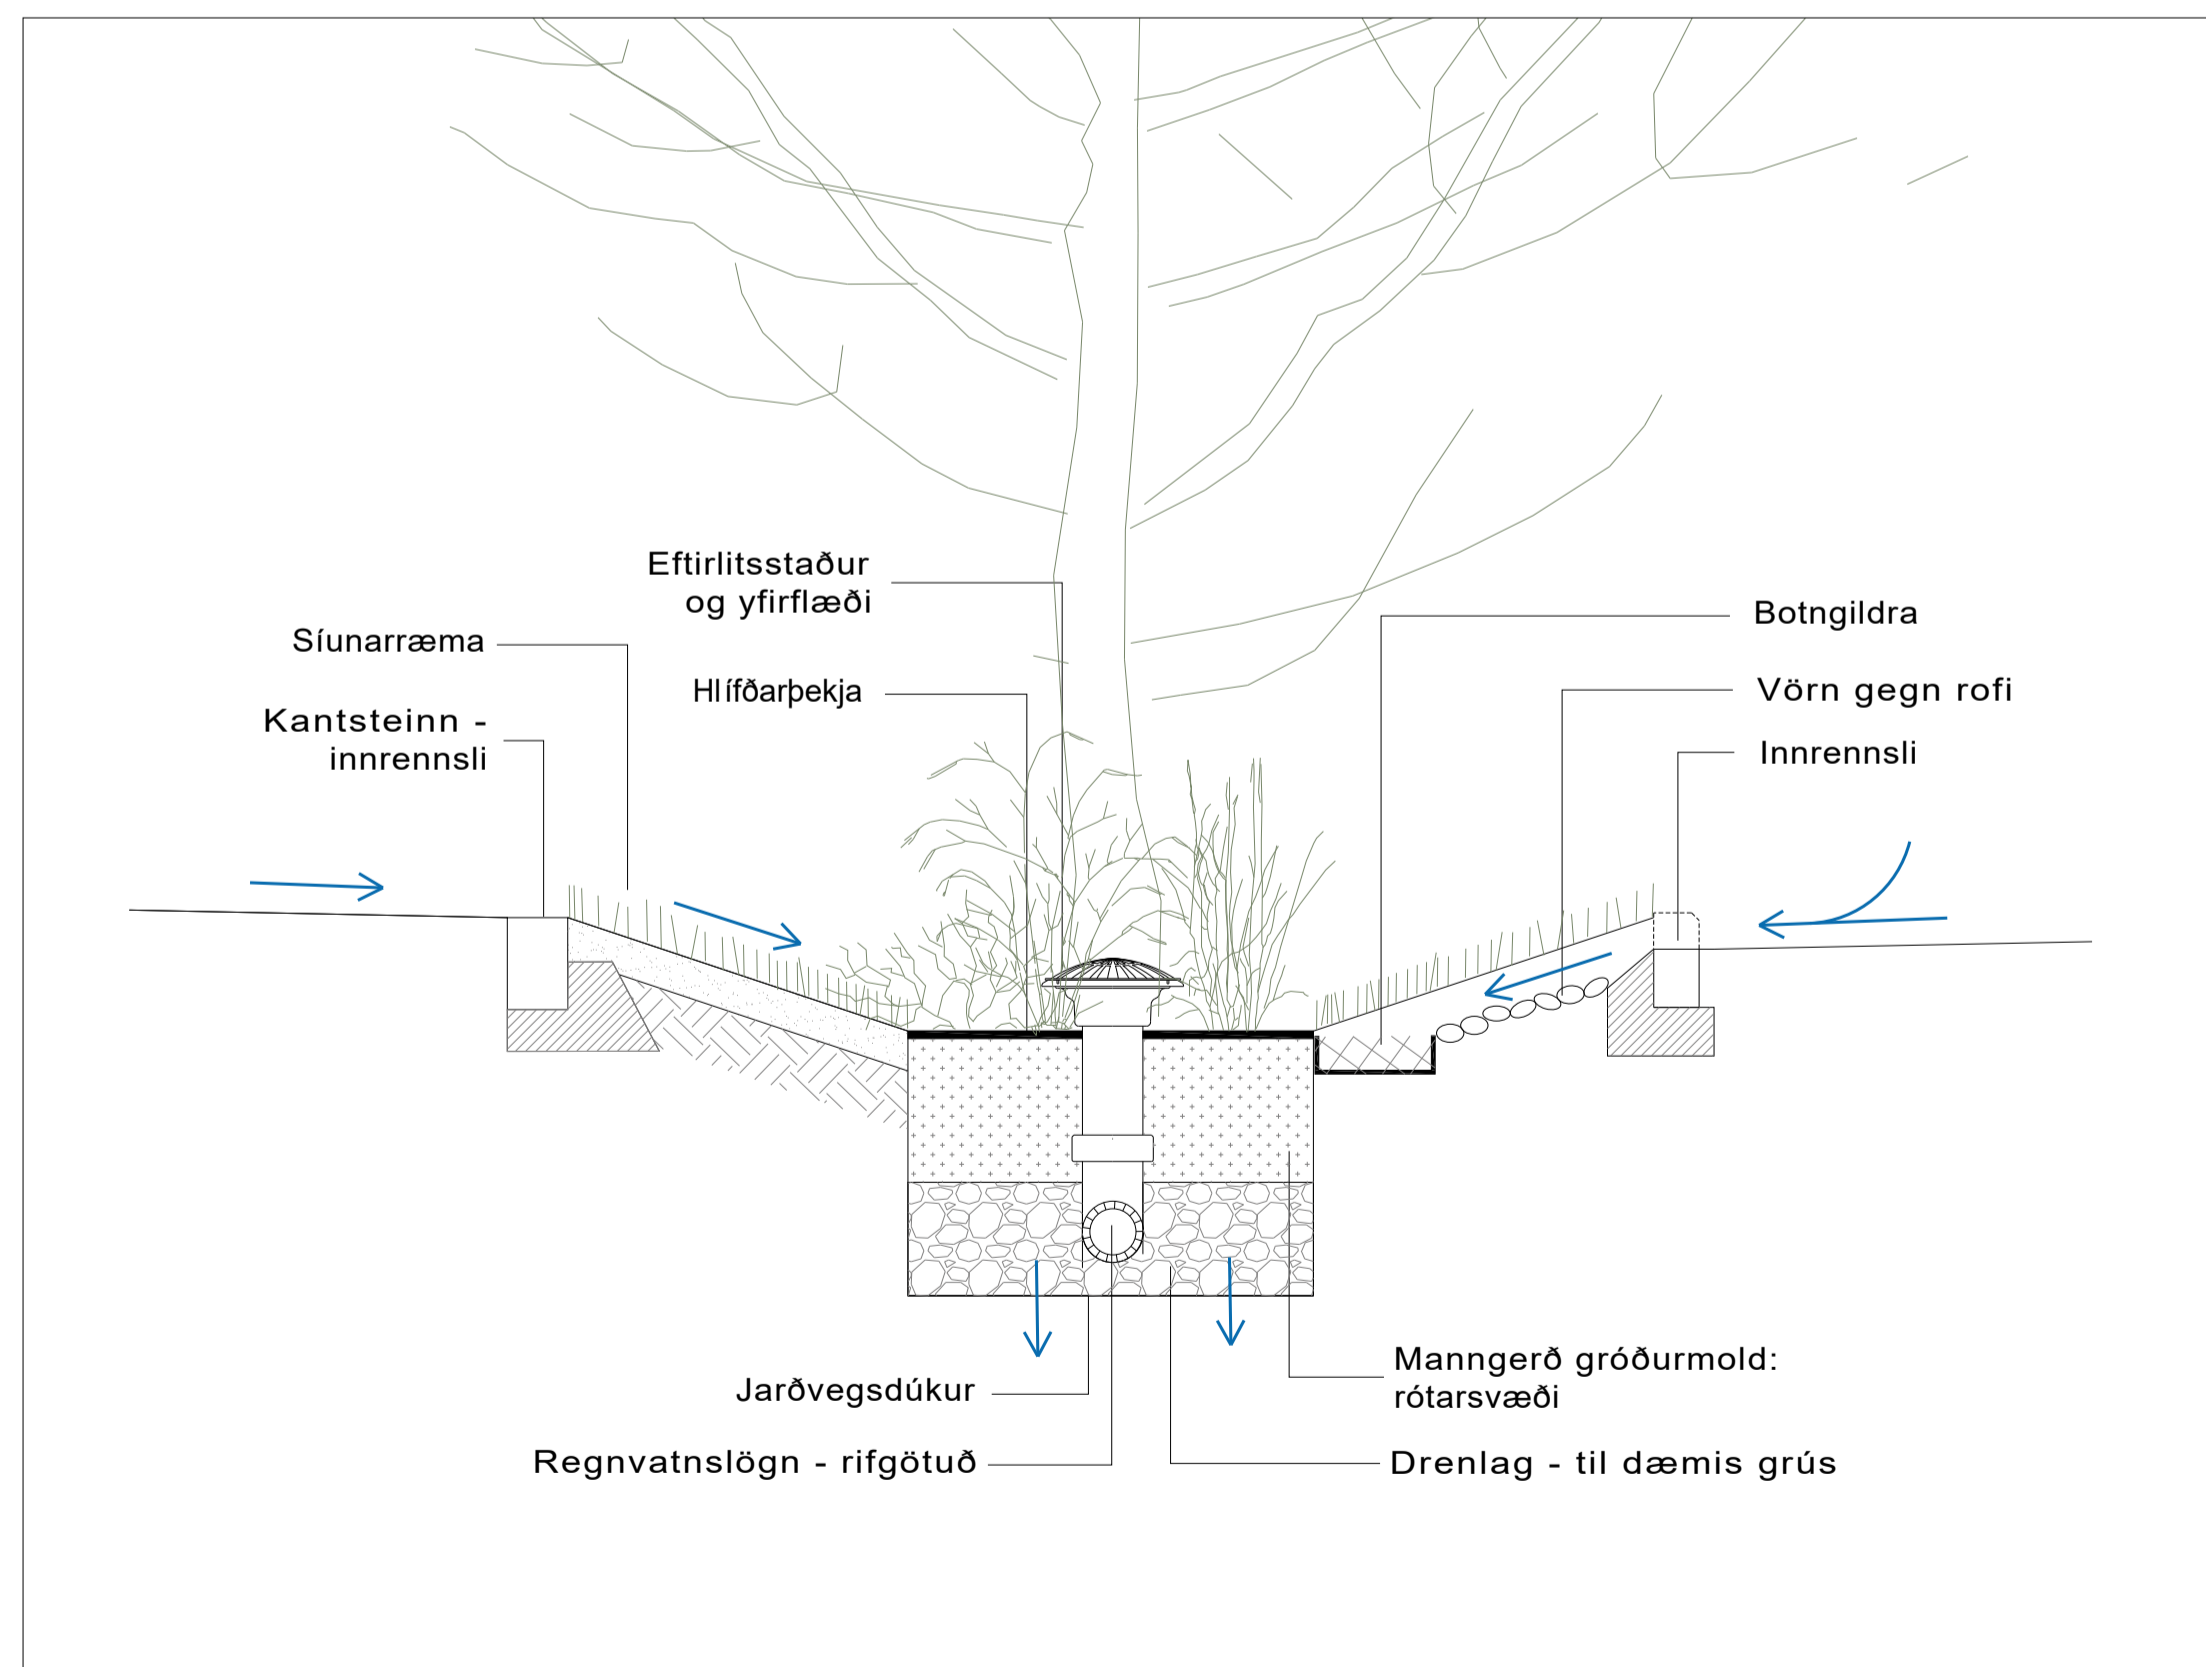 Eftirlitsstaður
og yfirflæði
Síunarræma
Hlífðarþekja
Kantsteinn -
innrennsli
Botngildra
Vörn gegn rofi
Innrennsli
Jarðvegsdúkur
Regnvatnslögn - rifgötuð
Manngerð gróðurmold:
rótarsvæði
Drenlag - til dæmis grús